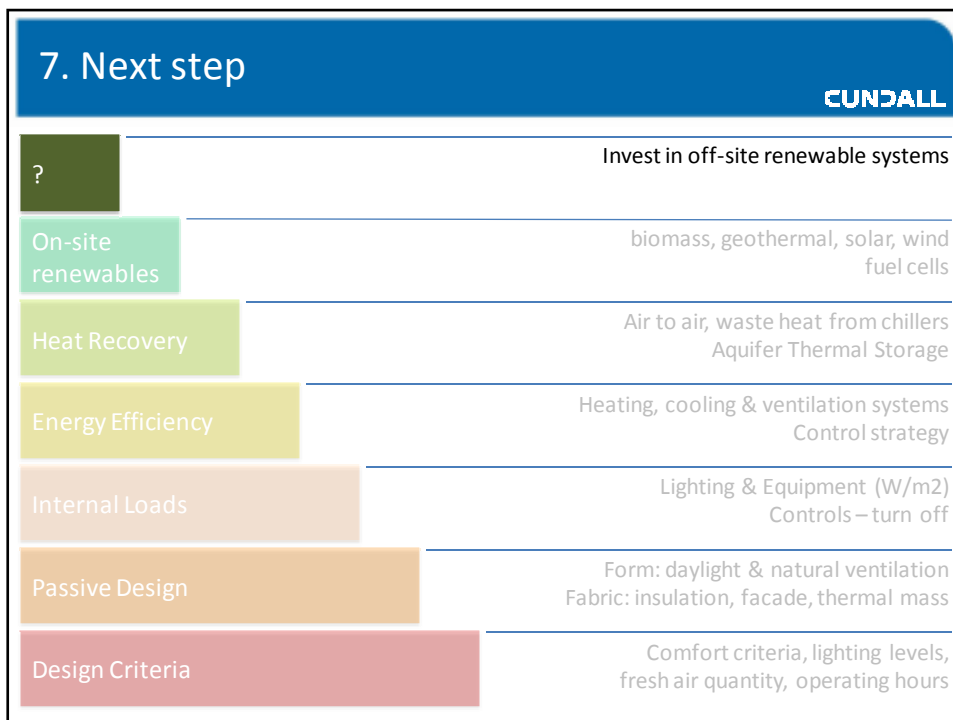 7. Next step
CUNDALL
?
Invest in off-site renewable systems
On-site
renewables
biomass, geothermal, solar, wind
fuel cells
Heat Recovery
Air to air, waste heat from chillers
Aquifer Thermal Storage
Energy Efficiency
Heating, cooling & ventilation systems
Control strategy
Internal Loads
Lighting & Equipment (W/m2)
Controls – turn off
Passive Design
Form: daylight & natural ventilation
Fabric: insulation, facade, thermal mass
Design Criteria
Comfort criteria, lighting levels,
fresh air quantity, operating hours